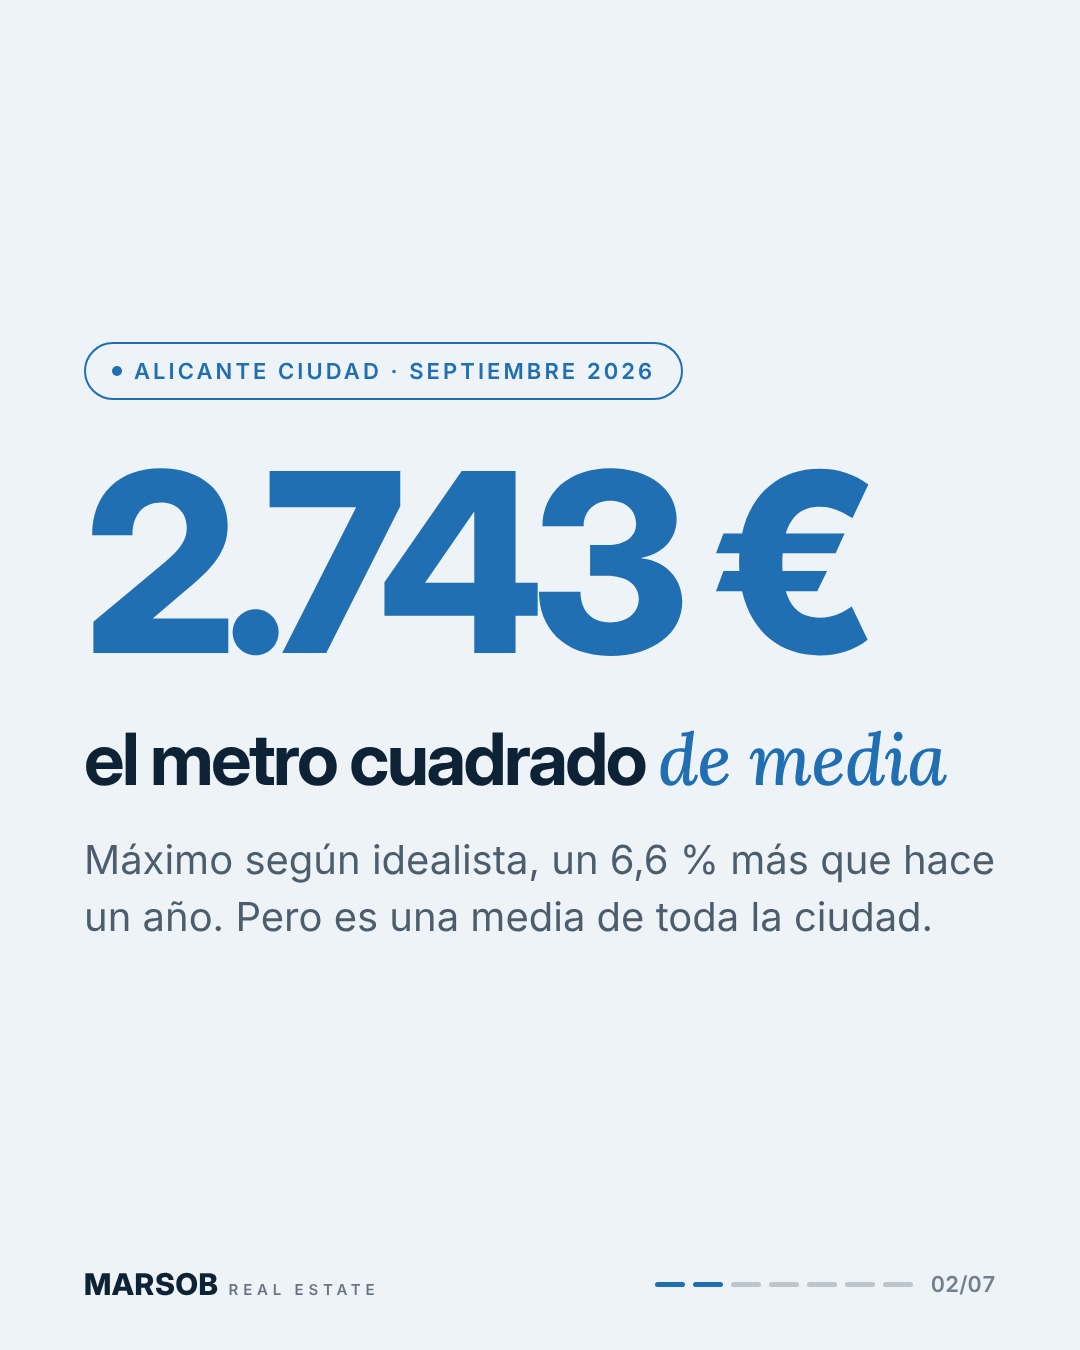 ALICANTE CIUDAD · SEPTIEMBRE 2026
2.743 €
el metro cuadrado de media
Máximo según idealista, un 6,6 % más que hace
un año. Pero es una media de toda la ciudad.
MARSOB REAL ESTATE
02/07